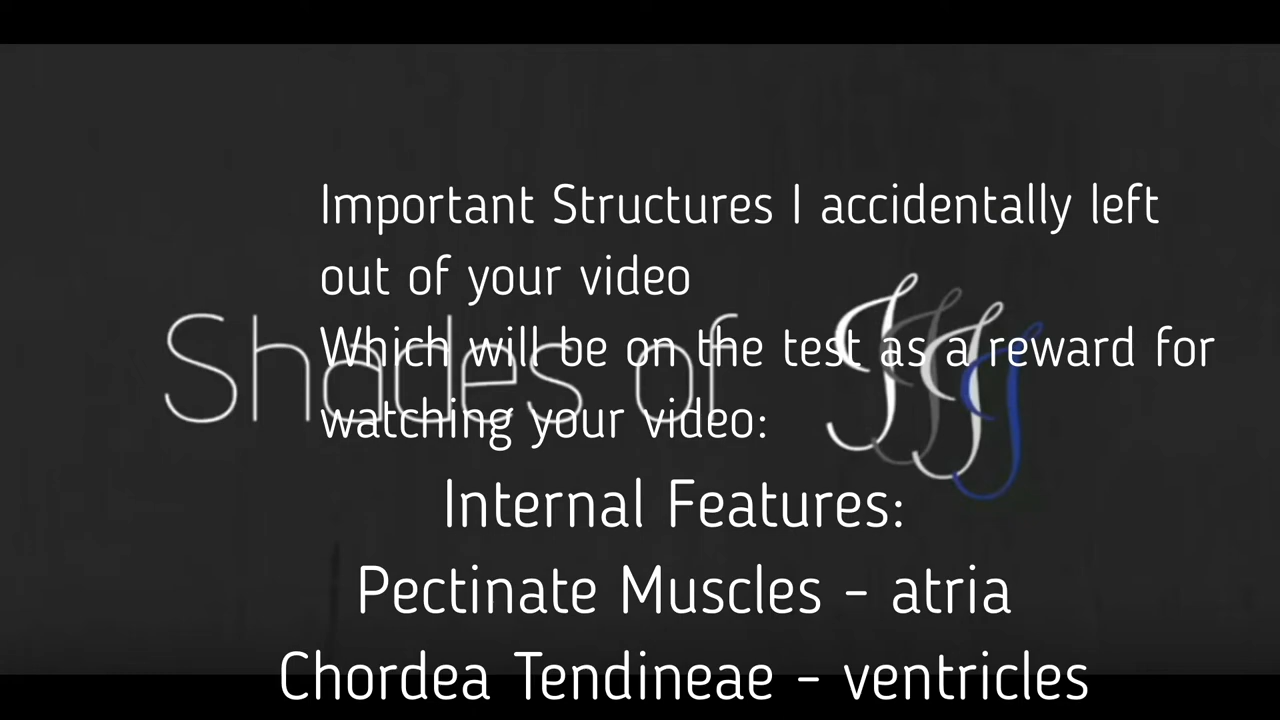 Important Structures I accidentally left
out of your video
Which will be on the test as a reward for
watching your video:
Shades of JJJJ
Internal Features:
Pectinate Muscles - atria
Chordea Tendineae - ventricles